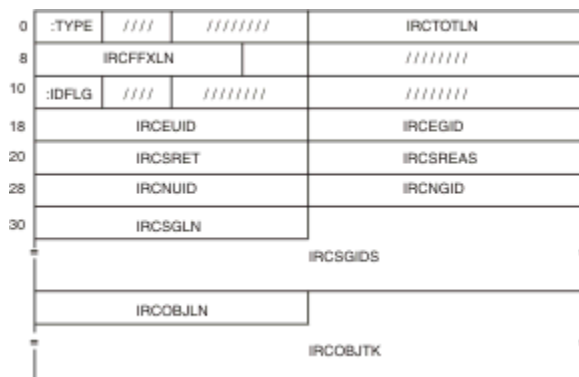 0 :TYPE //// //////// IRCTOTLN
8 IRCFFXLN ////////
10 :IDFLG //// //////// ////////
18 IRCEUID IRCEGID
20 IRCSRET IRCSREAS
28 IRCNUID IRCNGID
30 IRCSGLN
= IRCSGIDS =
IRCOBJLN
= IRCOBJTK =